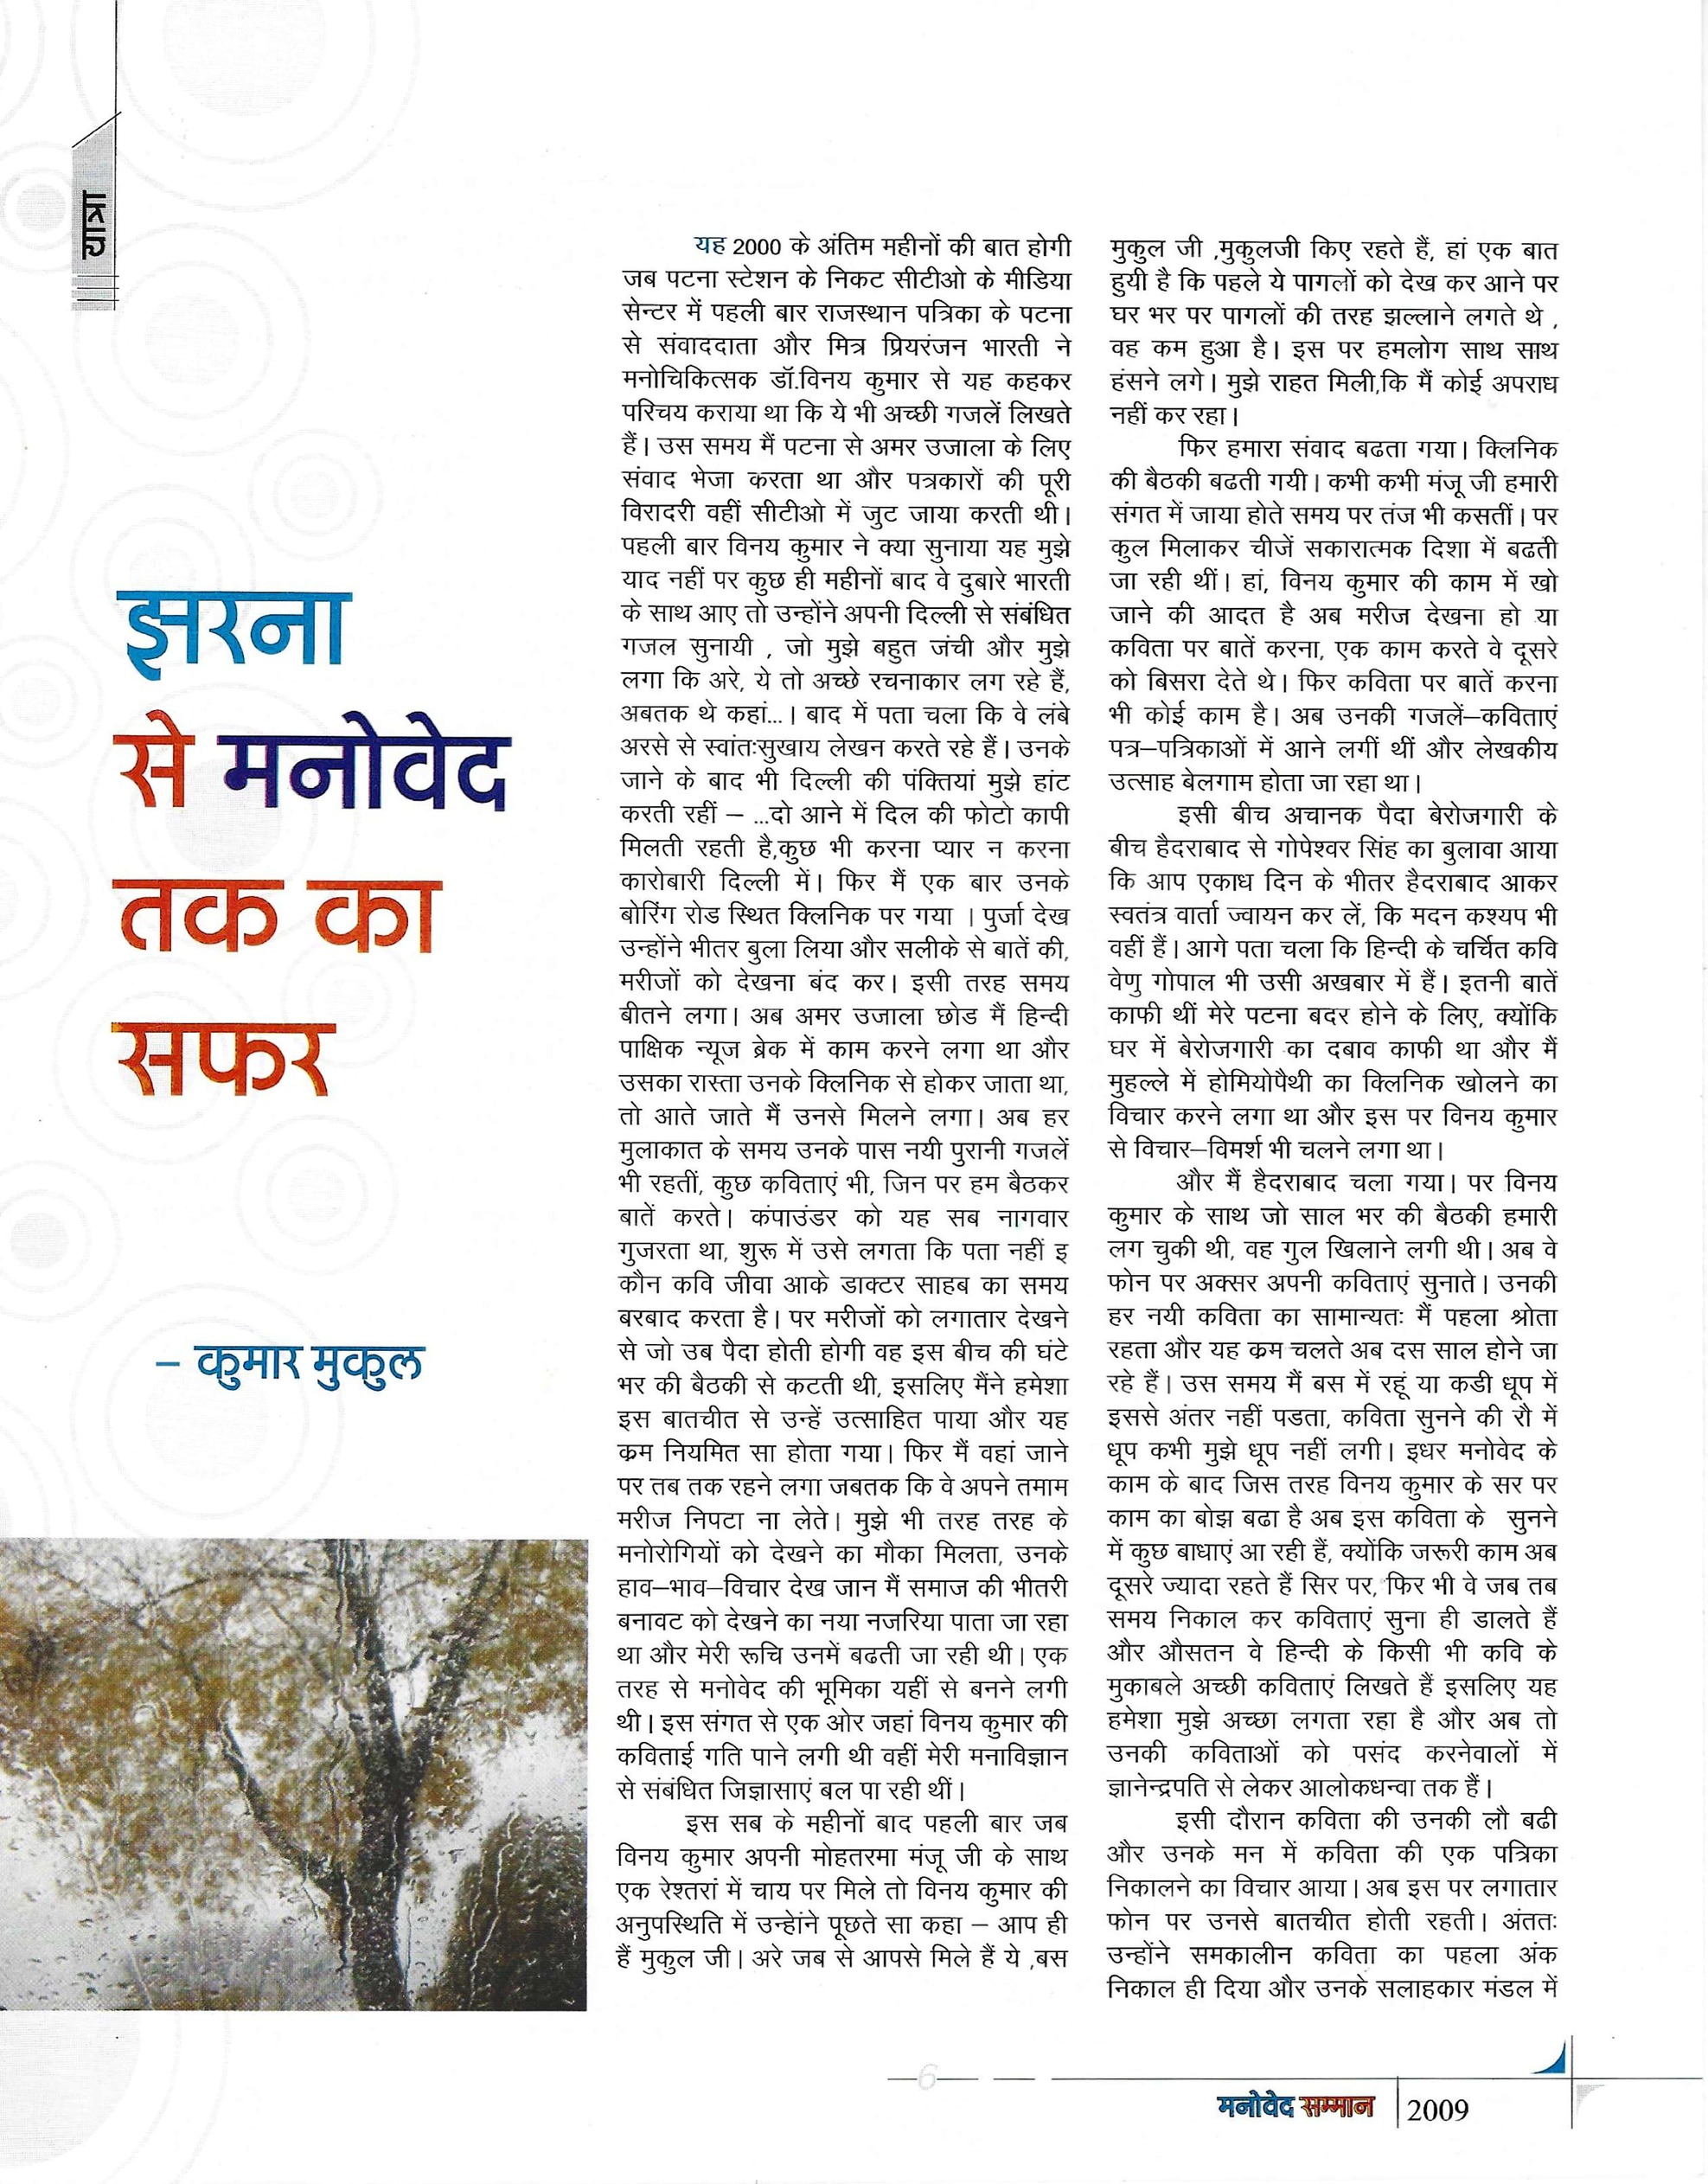 यात्रा
झरना
से मनोवेद
तक का
सफर
– कुमार मुकुल
यह 2000 के अंतिम महीनों की बात होगी
जब पटना स्टेशन के निकट सीटीओ के मीडिया
सेन्टर में पहली बार राजस्थान पत्रिका के पटना
से संवाददाता और मित्र प्रियरंजन भारती ने
मनोचिकित्सक डॉ.विनय कुमार से यह कहकर
परिचय कराया था कि ये भी अच्छी गजलें लिखते
हैं। उस समय मैं पटना से अमर उजाला के लिए
संवाद भेजा करता था और पत्रकारों की पूरी
विरादरी वहीं सीटीओ में जुट जाया करती थी।
पहली बार विनय कुमार ने क्या सुनाया यह मुझे
याद नहीं पर कुछ ही महीनों बाद वे दुबारे भारती
के साथ आए तो उन्होंने अपनी दिल्ली से संबंधित
गजल सुनायी , जो मुझे बहुत जंची और मुझे
लगा कि अरे, ये तो अच्छे रचनाकार लग रहे हैं,
अबतक थे कहां...। बाद में पता चला कि वे लंबे
अरसे से स्वांतःसुखाय लेखन करते रहे हैं। उनके
जाने के बाद भी दिल्ली की पंक्तियां मुझे हांट
करती रहीं – ...दो आने में दिल की फोटो कापी
मिलती रहती है,कुछ भी करना प्यार न करना
कारोबारी दिल्ली में। फिर मैं एक बार उनके
बोरिंग रोड स्थित क्लिनिक पर गया । पुर्जा देख
उन्होंने भीतर बुला लिया और सलीके से बातें की,
मरीजों को देखना बंद कर। इसी तरह समय
बीतने लगा। अब अमर उजाला छोड मैं हिन्दी
पाक्षिक न्यूज ब्रेक में काम करने लगा था और
उसका रास्ता उनके क्लिनिक से होकर जाता था,
तो आते जाते मैं उनसे मिलने लगा। अब हर
मुलाकात के समय उनके पास नयी पुरानी गजलें
भी रहतीं, कुछ कविताएं भी, जिन पर हम बैठकर
बातें करते। कंपाउंडर को यह सब नागवार
गुजरता था, शुरू में उसे लगता कि पता नहीं इ
कौन कवि जीवा आके डाक्टर साहब का समय
बरबाद करता है। पर मरीजों को लगातार देखने
से जो उब पैदा होती होगी वह इस बीच की घंटे
भर की बैठकी से कटती थी, इसलिए मैंने हमेशा
इस बातचीत से उन्हें उत्साहित पाया और यह
क्रम नियमित सा होता गया। फिर मैं वहां जाने
पर तब तक रहने लगा जबतक कि वे अपने तमाम
मरीज निपटा ना लेते। मुझे भी तरह तरह के
मनोरोगियों को देखने का मौका मिलता, उनके
हाव–भाव–विचार देख जान मैं समाज की भीतरी
बनावट को देखने का नया नजरिया पाता जा रहा
था और मेरी रूचि उनमें बढती जा रही थी। एक
तरह से मनोवेद की भूमिका यहीं से बनने लगी
थी। इस संगत से एक ओर जहां विनय कुमार की
कविताई गति पाने लगी थी वहीं मेरी मनाविज्ञान
से संबंधित जिज्ञासाएं बल पा रही थीं।
इस सब के महीनों बाद पहली बार जब
विनय कुमार अपनी मोहतरमा मंजू जी के साथ
एक रेश्तरां में चाय पर मिले तो विनय कुमार की
अनुपस्थिति में उन्होंने पूछते सा कहा – आप ही
हैं मुकुल जी। अरे जब से आपसे मिले हैं ये ,बस
मुकुल जी ,मुकुलजी किए रहते हैं, हां एक बात
हुयी है कि पहले ये पागलों को देख कर आने पर
घर भर पर पागलों की तरह झल्लाने लगते थे ,
वह कम हुआ है। इस पर हमलोग साथ साथ
हंसने लगे। मुझे राहत मिली,कि मैं कोई अपराध
नहीं कर रहा।
फिर हमारा संवाद बढता गया। क्लिनिक
की बैठकी बढती गयी। कभी कभी मंजू जी हमारी
संगत में जाया होते समय पर तंज भी कसतीं। पर
कुल मिलाकर चीजें सकारात्मक दिशा में बढती
जा रही थीं। हां, विनय कुमार की काम में खो
जाने की आदत है अब मरीज देखना हो या
कविता पर बातें करना, एक काम करते वे दूसरे
को बिसरा देते थे। फिर कविता पर बातें करना
भी कोई काम है। अब उनकी गजलें–कविताएं
पत्र–पत्रिकाओं में आने लगीं थीं और लेखकीय
उत्साह बेलगाम होता जा रहा था।
इसी बीच अचानक पैदा बेरोजगारी के
बीच हैदराबाद से गोपेश्वर सिंह का बुलावा आया
कि आप एकाध दिन के भीतर हैदराबाद आकर
स्वतंत्र वार्ता ज्वायन कर लें, कि मदन कश्यप भी
वहीं हैं। आगे पता चला कि हिन्दी के चर्चित कवि
वेणु गोपाल भी उसी अखबार में हैं। इतनी बातें
काफी थीं मेरे पटना बदर होने के लिए, क्योंकि
घर में बेरोजगारी का दबाव काफी था और मैं
मुहल्ले में होमियोपैथी का क्लिनिक खोलने का
विचार करने लगा था और इस पर विनय कुमार
से विचार–विमर्श भी चलने लगा था।
और मैं हैदराबाद चला गया। पर विनय
कुमार के साथ जो साल भर की बैठकी हमारी
लग चुकी थी, वह गुल खिलाने लगी थी। अब वे
फोन पर अक्सर अपनी कविताएं सुनाते। उनकी
हर नयी कविता का सामान्यतः मैं पहला श्रोता
रहता और यह क्रम चलते अब दस साल होने जा
रहे हैं। उस समय मैं बस में रहूं या कडी धूप में
इससे अंतर नहीं पडता, कविता सुनने की रौ में
धूप कभी मुझे धूप नहीं लगी। इधर मनोवेद के
काम के बाद जिस तरह विनय कुमार के सर पर
काम का बोझ बढा है अब इस कविता के सुनने
में कुछ बाधाएं आ रही हैं, क्योंकि जरूरी काम अब
दूसरे ज्यादा रहते हैं सिर पर, फिर भी वे जब तब
समय निकाल कर कविताएं सुना ही डालते हैं
और औसतन वे हिन्दी के किसी भी कवि के
मुकाबले अच्छी कविताएं लिखते हैं इसलिए यह
हमेशा मुझे अच्छा लगता रहा है और अब तो
उनकी कविताओं को पसंद करनेवालों में
ज्ञानेन्द्रपति से लेकर आलोकधन्वा तक हैं।
इसी दौरान कविता की उनकी लौ बढी
और उनके मन में कविता की एक पत्रिका
निकालने का विचार आया। अब इस पर लगातार
फोन पर उनसे बातचीत होती रहती। अंततः
उन्होंने समकालीन कविता का पहला अंक
निकाल ही दिया और उनके सलाहकार मंडल में
6
मनोवेद सम्मान 2009